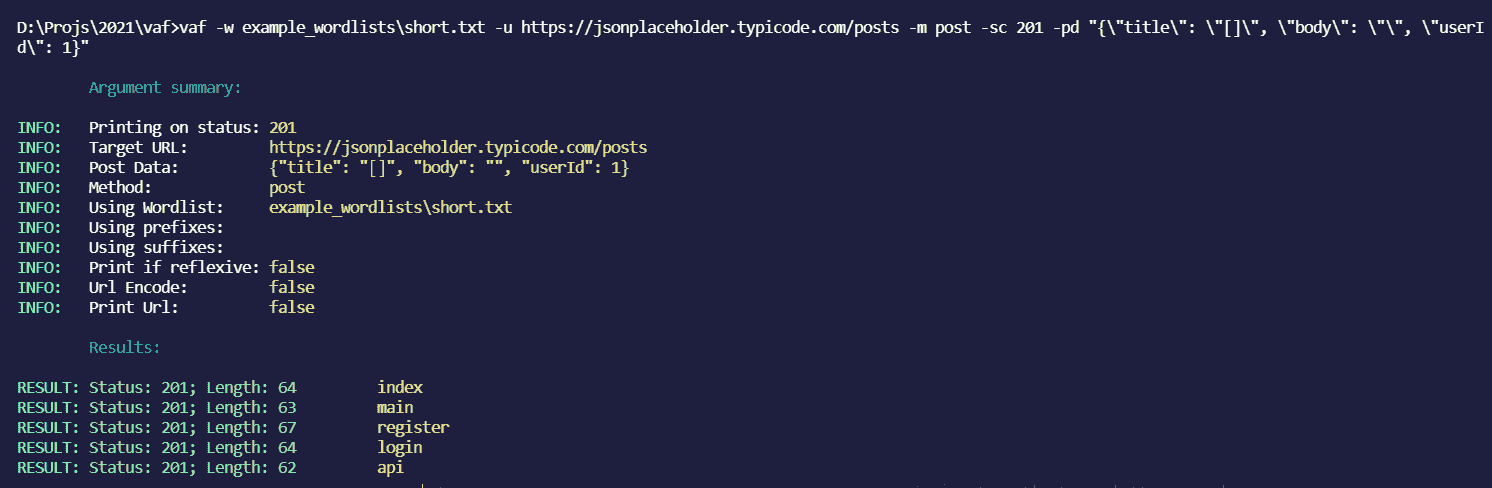 D:\Projs\2021\vaf>vaf -w example_wordlists\short.txt -u https://jsonplaceholder.typicode.com/posts -m post -sc 201 -pd "{\"title\": \"[]\", \"body\": \"\", \"userI
d\": 1}"
Argument summary:
INFO: Printing on status: 201
INFO: Target URL: https://jsonplaceholder.typicode.com/posts
INFO: Post Data: {"title": "[]", "body": "", "userId": 1}
INFO: Method: post
INFO: Using Wordlist: example_wordlists\short.txt
INFO: Using prefixes:
INFO: Using suffixes:
INFO: Print if reflexive: false
INFO: Url Encode: false
INFO: Print Url: false
Results:
RESULT: Status: 201; Length: 64 index
RESULT: Status: 201; Length: 63 main
RESULT: Status: 201; Length: 67 register
RESULT: Status: 201; Length: 64 login
RESULT: Status: 201; Length: 62 api